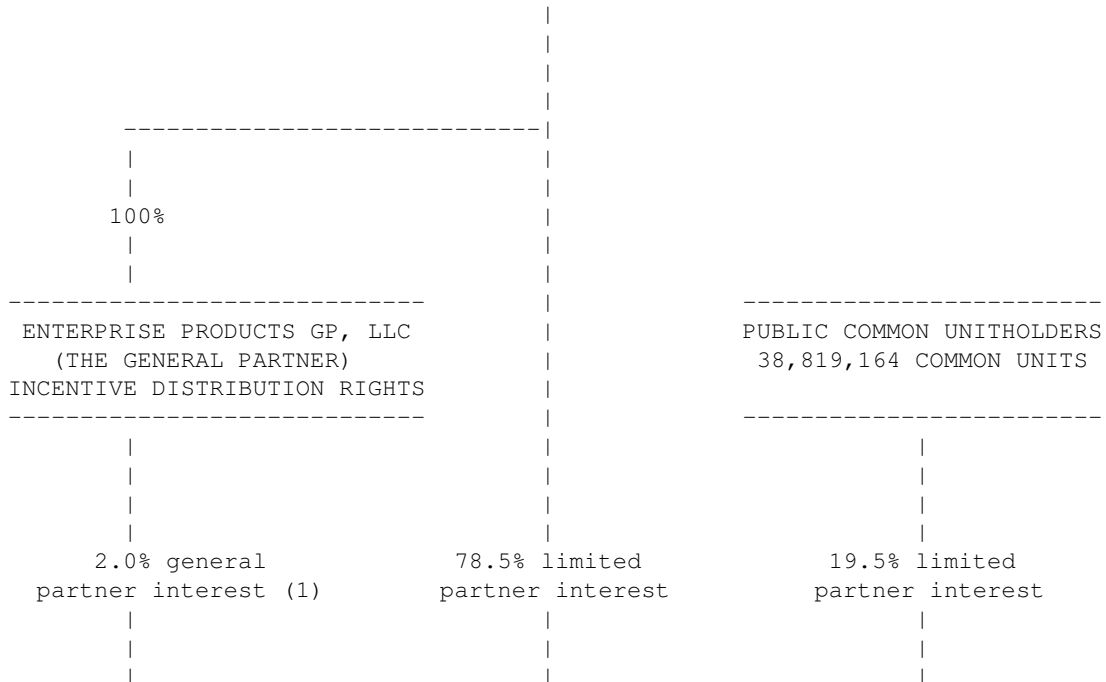 100%
ENTERPRISE PRODUCTS GP, LLC
(THE GENERAL PARTNER)
INCENTIVE DISTRIBUTION RIGHTS
PUBLIC COMMON UNITHOLDERS
38,819,164 COMMON UNITS
2.0% general
partner interest (1)
78.5% limited
partner interest
19.5% limited
partner interest